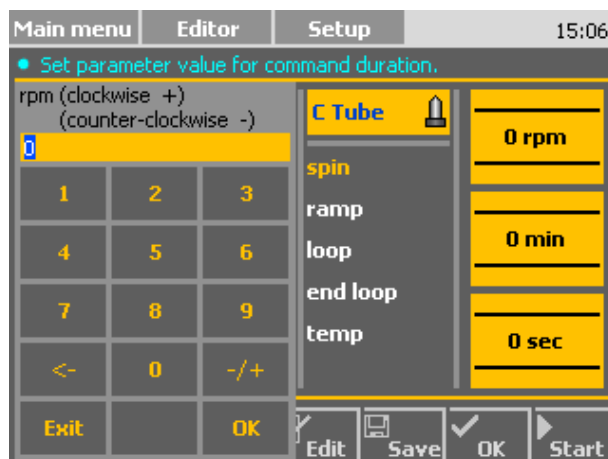 Main menu Editor Setup 15:06
• Set parameter value for command duration.
rpm (clockwise +)
(counter-clockwise -)
0
1 2 3
4 5 6
7 8 9
<- 0 -/+
Exit OK
C Tube
spin
ramp
loop
end loop
temp
0 rpm
0 min
0 sec
Edit Save OK Start